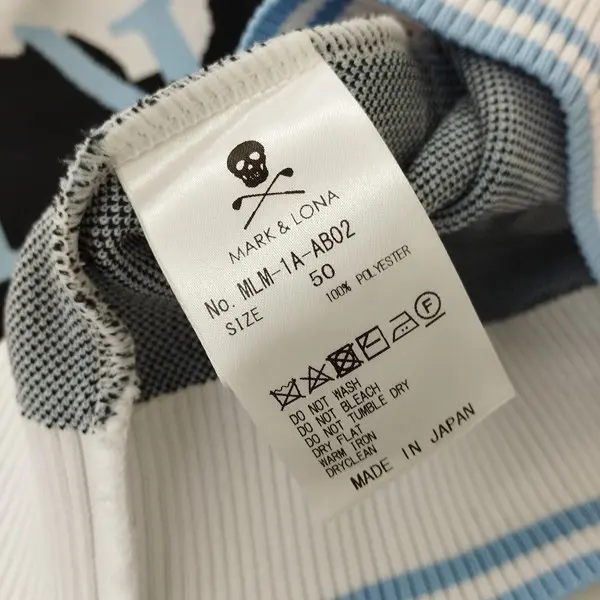 MARK & LONA
No. MLM-1A-AB02
SIZE 50
100% POLYESTER
F
DO NOT WASH
DO NOT BLEACH
DO NOT TUMBLE DRY
DRY FLAT
WARM IRON
DRYCLEAN
MADE IN JAPAN